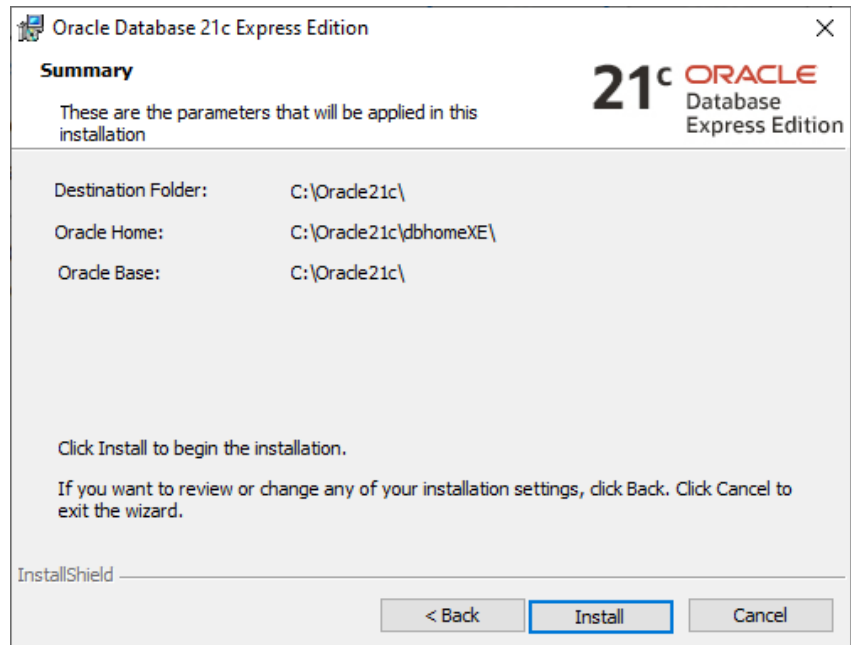 Oracle Database 21c Express Edition
Summary
These are the parameters that will be applied in this
installation
21c ORACLE
Database
Express Edition
Destination Folder: C:\Oracle21c\
Oracle Home: C:\Oracle21c\dbhomeXE\
Oracle Base: C:\Oracle21c\
Click Install to begin the installation.
If you want to review or change any of your installation settings, click Back. Click Cancel to
exit the wizard.
InstallShield
< Back Install Cancel